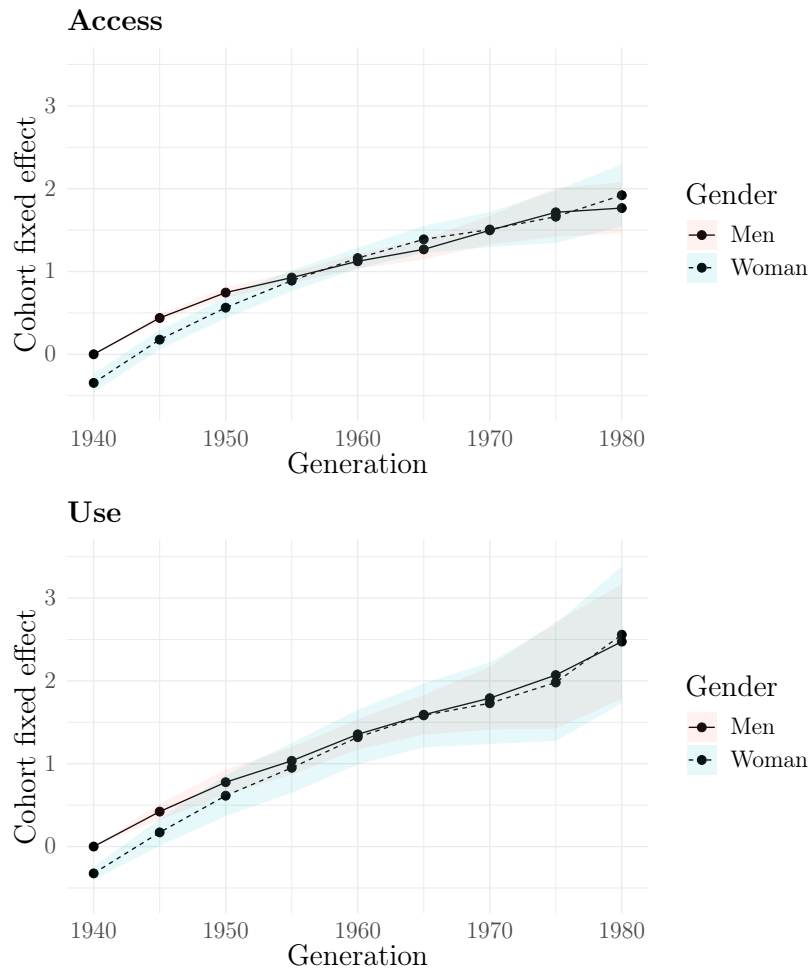 Access
Cohort fixed effect
3
2
1
0
1940 1950 1960 1970 1980
Generation
Gender
Men
Woman
Use
Cohort fixed effect
3
2
1
0
1940 1950 1960 1970 1980
Generation
Gender
Men
Woman